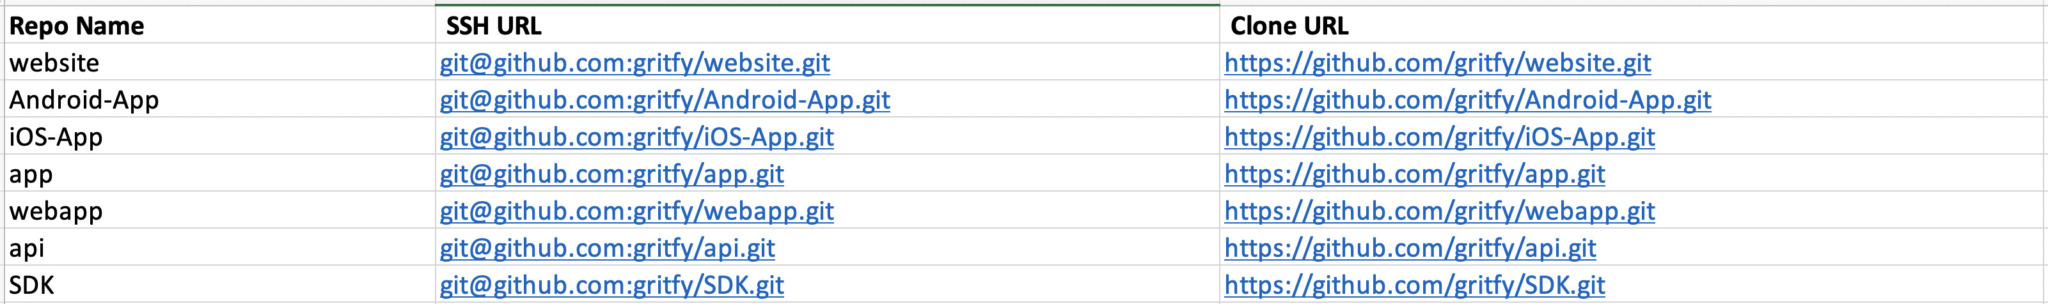 Repo Name SSH URL Clone URL
website git@github.com:gritfy/website.git https://github.com/gritfy/website.git
Android-App git@github.com:gritfy/Android-App.git https://github.com/gritfy/Android-App.git
iOS-App git@github.com:gritfy/iOS-App.git https://github.com/gritfy/iOS-App.git
app git@github.com:gritfy/app.git https://github.com/gritfy/app.git
webapp git@github.com:gritfy/webapp.git https://github.com/gritfy/webapp.git
api git@github.com:gritfy/api.git https://github.com/gritfy/api.git
SDK git@github.com:gritfy/SDK.git https://github.com/gritfy/SDK.git